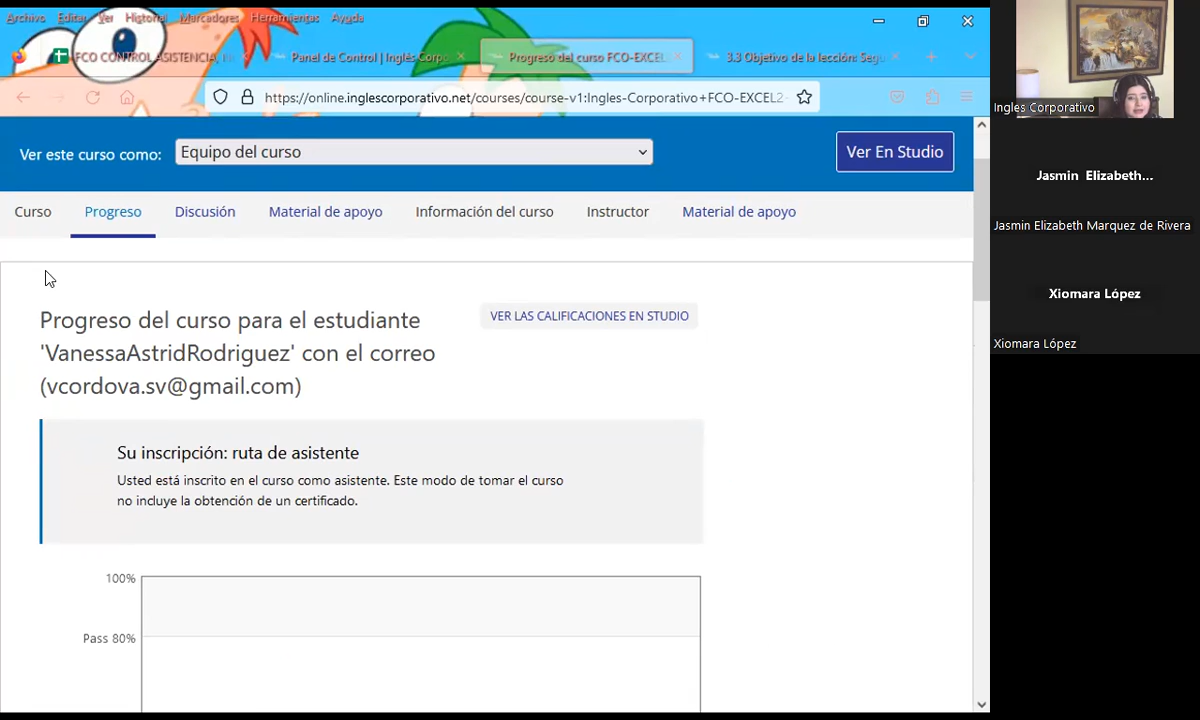 Archivo Editar Ver Historial Marcadores Herramientas Ayuda
FCO CONTROL ASISTENCIA,
Panel de Control | Inglés Corpo
Progreso del curso FCO-EXCEL
3.3 Objetivo de la lección: Segu
https://online.inglescorporativo.net/courses/course-v1:Ingles-Corporativo+FCO-EXCEL2
Ver este curso como:
Equipo del curso
Ver En Studio
Curso
Progreso
Discusión
Material de apoyo
Información del curso
Instructor
Material de apoyo
Progreso del curso para el estudiante
'VanessaAstridRodriguez' con el correo
(vcordova.sv@gmail.com)
VER LAS CALIFICACIONES EN STUDIO
Su inscripción: ruta de asistente
Usted está inscrito en el curso como asistente. Este modo de tomar el curso
no incluye la obtención de un certificado.
100%
Pass 80%
Ingles Corporativo
Jasmin Elizabeth...
Jasmin Elizabeth Marquez de Rivera
Xiomara López
Xiomara López